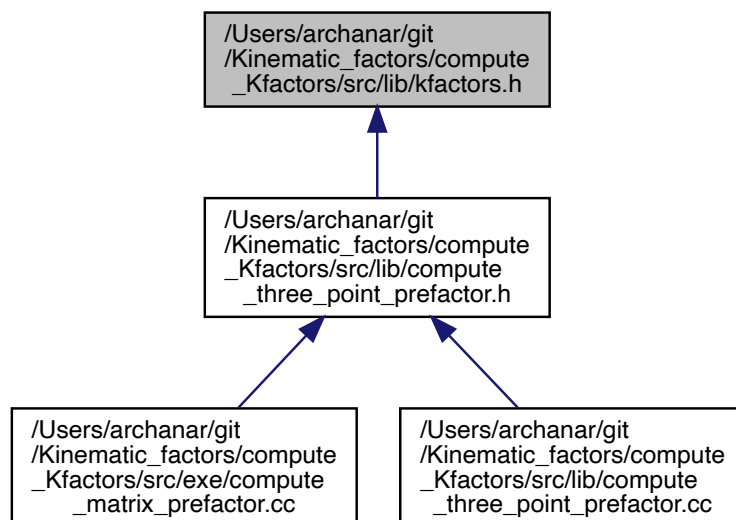 /Users/archanar/git
/Kinematic_factors/compute
_Kfactors/src/lib/kfactors.h
/Users/archanar/git
/Kinematic_factors/compute
_Kfactors/src/lib/compute
_three_point_prefactor.h
/Users/archanar/git
/Kinematic_factors/compute
_Kfactors/src/exe/compute
_matrix_prefactor.cc
/Users/archanar/git
/Kinematic_factors/compute
_Kfactors/src/lib/compute
_three_point_prefactor.cc